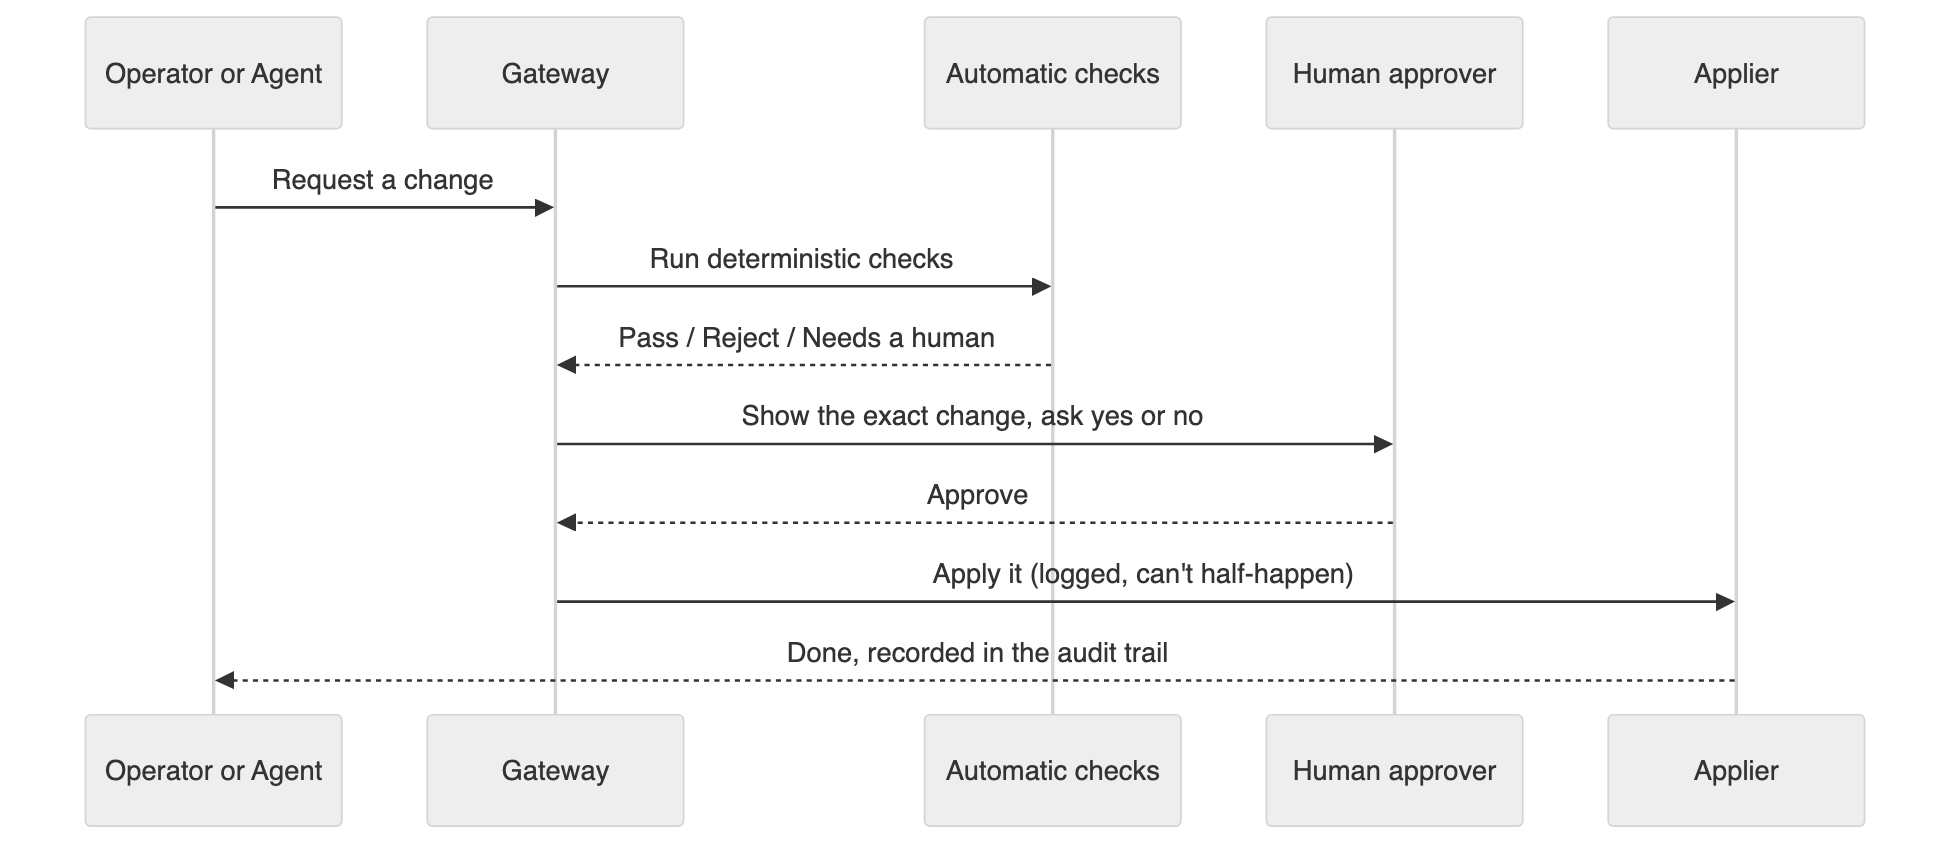 Operator or Agent
Gateway
Automatic checks
Human approver
Applier
Request a change
Run deterministic checks
Pass / Reject / Needs a human
Show the exact change, ask yes or no
Approve
Apply it (logged, can't half-happen)
Done, recorded in the audit trail
Operator or Agent
Gateway
Automatic checks
Human approver
Applier